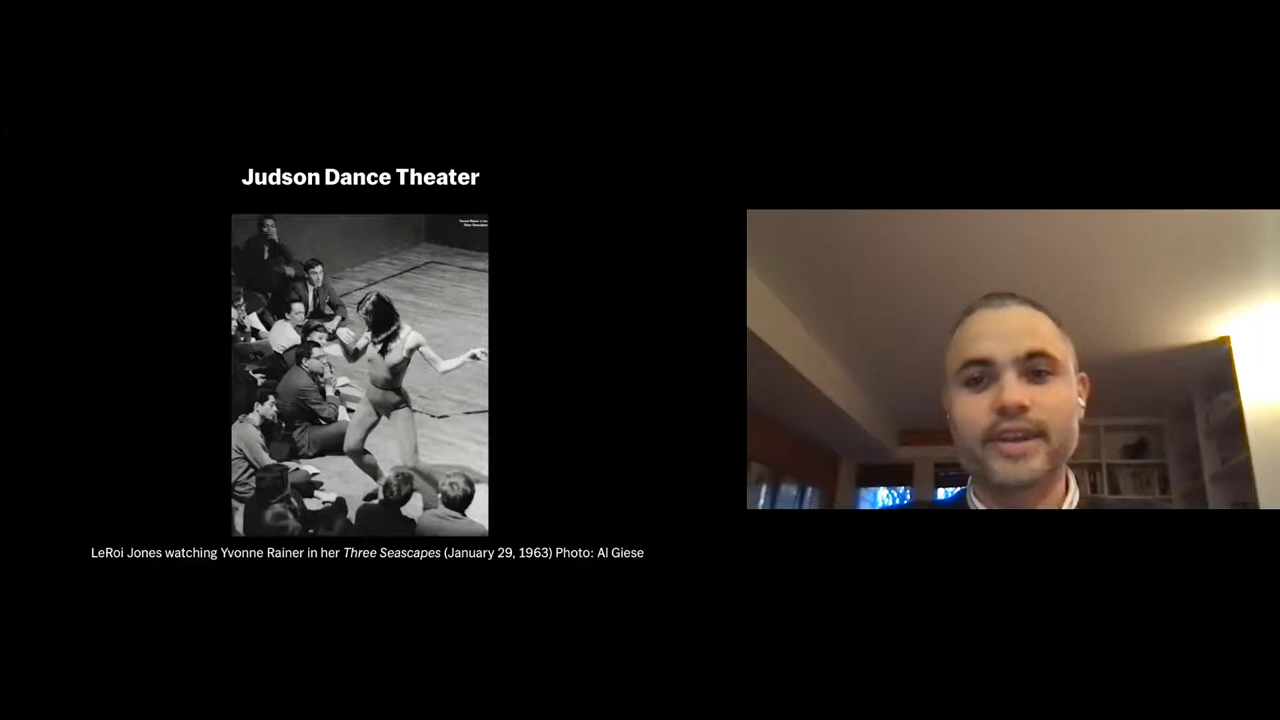 Judson Dance Theater
LeRoi Jones watching Yvonne Rainer in her Three Seascapes (January 29, 1963) Photo: Al Giese